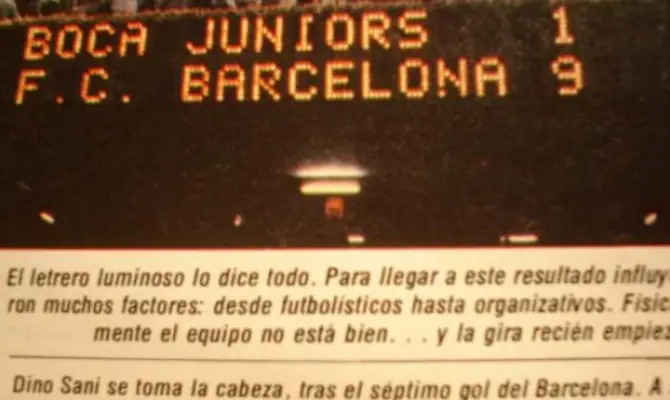 BOCA JUNIORS 1
F.C. BARCELONA 9
El letrero luminoso lo dice todo. Para llegar a este resultado influy
ron muchos factores: desde futbolísticos hasta organizativos. Físic
mente el equipo no está bien. . . y la gira recién empiez
Dino Sani se toma la cabeza, tras el séptimo gol del Barcelona. A